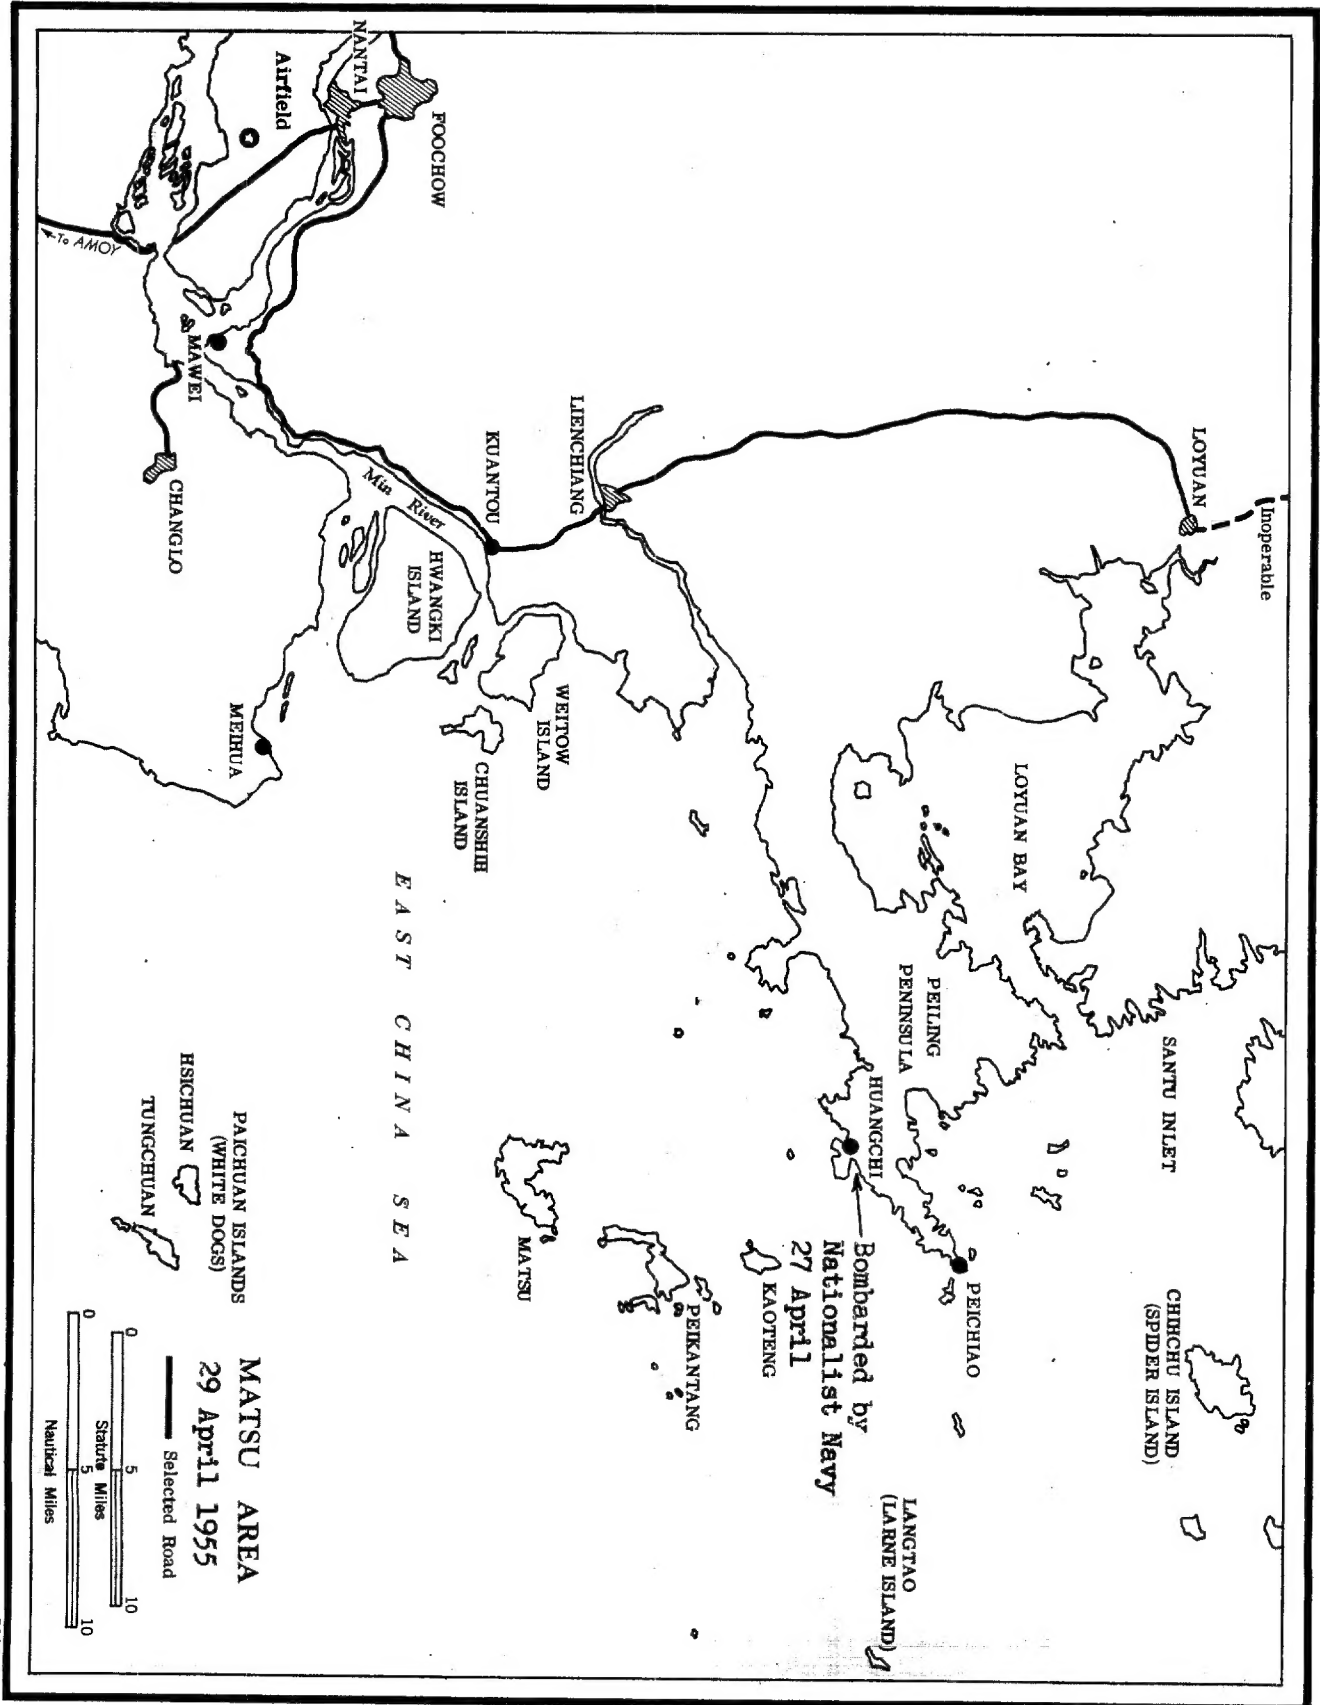 Inoperable
LOYUAN
SANTU INLET
CHIHCHU ISLAND
(SPIDER ISLAND)
LOYUAN BAY
PEILING
PENINSULA
PEICHIAO
HUANGCHI
Bombarded by
Nationalist Navy
27 April
LANGTAO
(LARNE ISLAND)
KAOTENG
PEIKANTANG
MATSU
LIENCHIANG
KUANTOU
WEITOW
ISLAND
CHUANSHIH
ISLAND
HWANGKI
ISLAND
Min River
FOOCHOW
NANTAI
Airfield
MAWEI
CHANGLO
To AMOY
MEIHUA
EAST CHINA SEA
PAICHUAN ISLANDS
(WHITE DOGS)
HSICHUAN
TUNGCHUAN
MATSU AREA
29 April 1955
Selected Road
0 5 10
Statute Miles
0 5 10
Nautical Miles